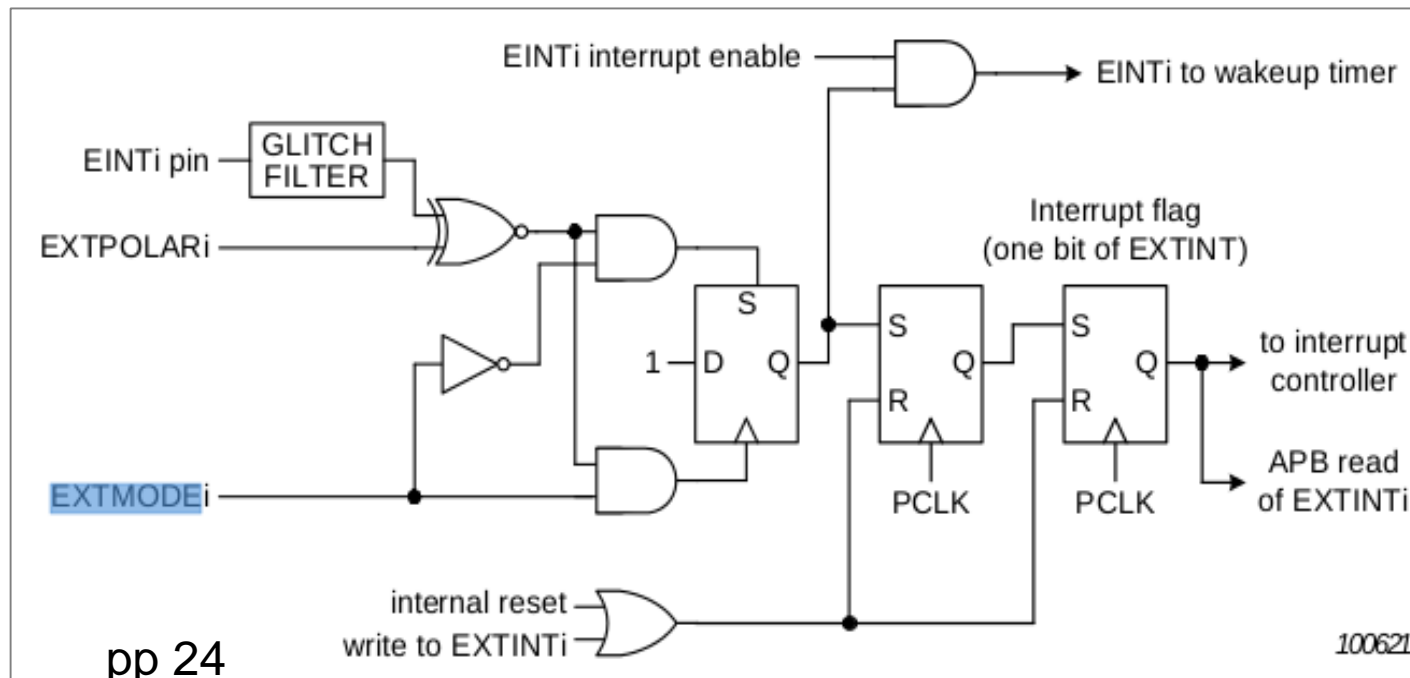 EINTi interrupt enable
EINTi to wakeup timer
GLITCH
FILTER
EINTi pin
Interrupt flag
(one bit of EXTINT)
EXTPOLARi
S
1
D
Q
S
R
Q
S
R
Q
to interrupt
controller
EXTMODEi
PCLK
PCLK
APB read
of EXTINTi
internal reset
write to EXTINTi
pp 24
100621